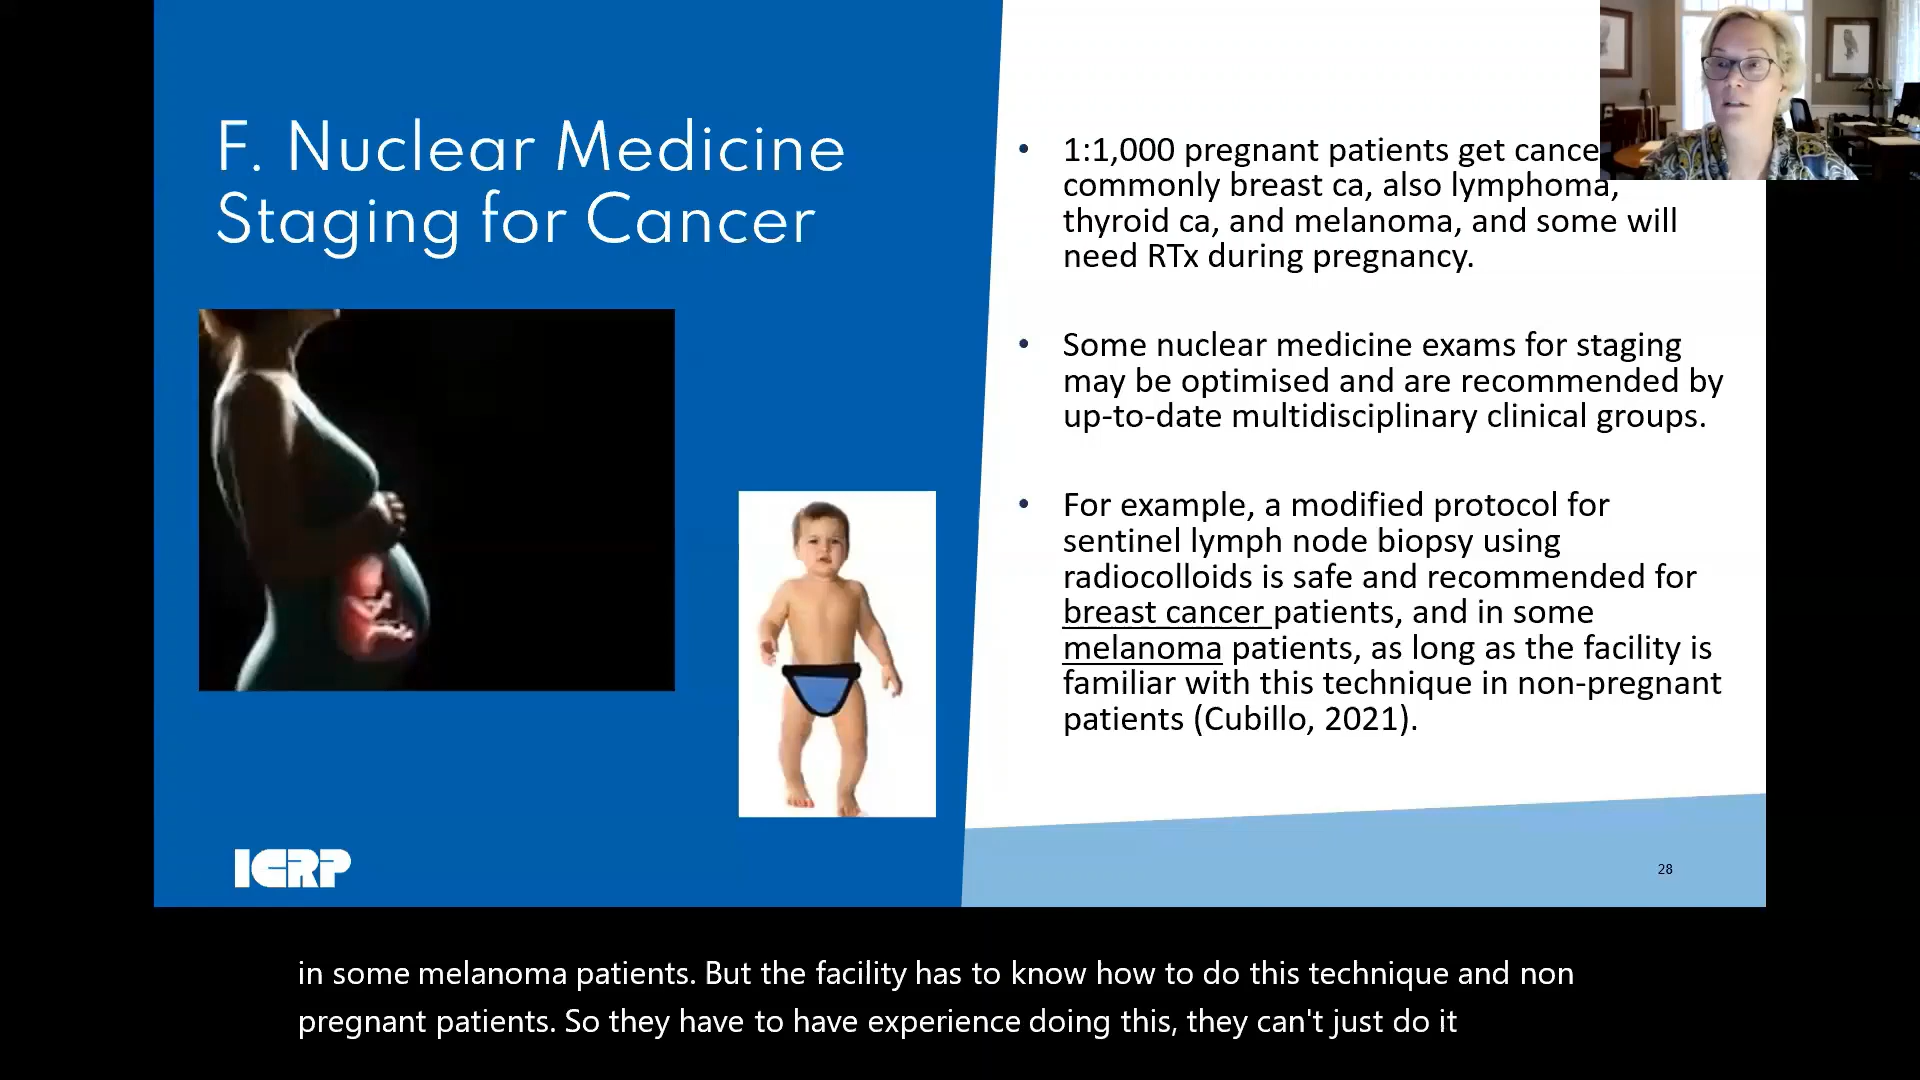 F. Nuclear Medicine
Staging for Cancer
• 1:1,000 pregnant patients get cance
commonly breast ca, also lymphoma,
thyroid ca, and melanoma, and some will
need RTx during pregnancy.
• Some nuclear medicine exams for staging
may be optimised and are recommended by
up-to-date multidisciplinary clinical groups.
• For example, a modified protocol for
sentinel lymph node biopsy using
radiocolloids is safe and recommended for
breast cancer patients, and in some
melanoma patients, as long as the facility is
familiar with this technique in non-pregnant
patients (Cubillo, 2021).
ICRP
28
in some melanoma patients. But the facility has to know how to do this technique and non
pregnant patients. So they have to have experience doing this, they can't just do it